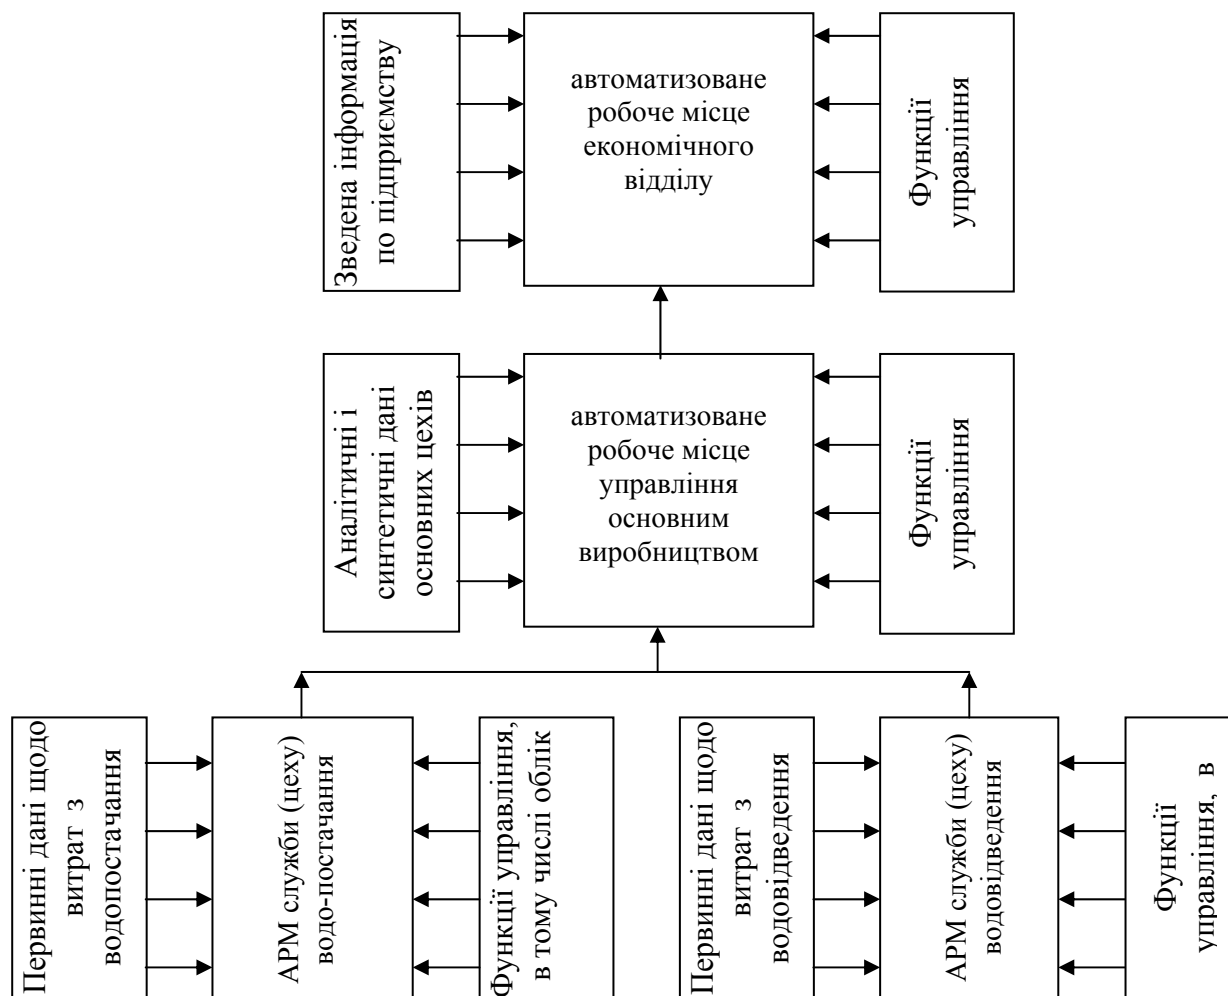 Зведена інформація
по підприємству
автоматизоване
робоче місце
економічного
відділу
Функції
управління
Аналітичні і
синтетичні дані
основних цехів
автоматизоване
робоче місце
управління
основним
виробництвом
Функції
управління
Первинні дані щодо
витрат з
водопостачання
АРМ служби (цеху)
водо-постачання
Функції управління,
в тому числі облік
Первинні дані щодо
витрат з
водовідведення
АРМ служби (цеху)
водовідведення
Функції
управління, в